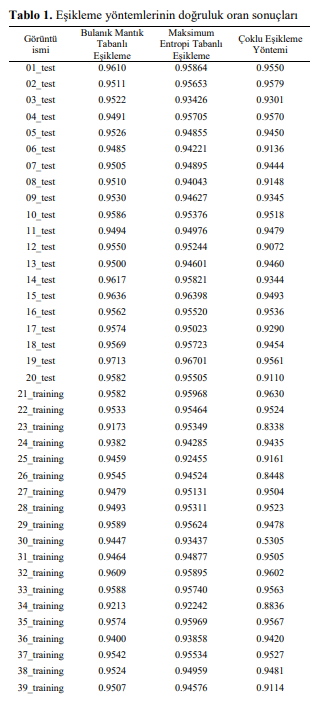 Tablo 1. Eşikleme yöntemlerinin doğruluk oran sonuçları
Görüntü ismi Bulanık Mantık Tabanlı Eşikleme Maksimum Entropi Tabanlı Eşikleme Çoklu Eşikleme Yöntemi
01_test 0.9610 0.95864 0.9550
02_test 0.9511 0.95653 0.9579
03_test 0.9522 0.93426 0.9301
04_test 0.9491 0.95705 0.9570
05_test 0.9526 0.94855 0.9450
06_test 0.9485 0.94221 0.9136
07_test 0.9505 0.94895 0.9444
08_test 0.9510 0.94043 0.9148
09_test 0.9530 0.94627 0.9345
10_test 0.9586 0.95376 0.9518
11_test 0.9494 0.94976 0.9479
12_test 0.9550 0.95244 0.9072
13_test 0.9500 0.94601 0.9460
14_test 0.9617 0.95821 0.9344
15_test 0.9636 0.96398 0.9493
16_test 0.9562 0.95520 0.9536
17_test 0.9574 0.95023 0.9290
18_test 0.9569 0.95723 0.9454
19_test 0.9713 0.96701 0.9561
20_test 0.9582 0.95505 0.9110
21_training 0.9582 0.95968 0.9630
22_training 0.9533 0.95464 0.9524
23_training 0.9173 0.95349 0.8338
24_training 0.9382 0.94285 0.9435
25_training 0.9459 0.92455 0.9161
26_training 0.9545 0.94524 0.8448
27_training 0.9479 0.95131 0.9504
28_training 0.9493 0.95311 0.9523
29_training 0.9589 0.95624 0.9478
30_training 0.9447 0.93437 0.5305
31_training 0.9464 0.94877 0.9505
32_training 0.9609 0.95895 0.9602
33_training 0.9588 0.95740 0.9563
34_training 0.9213 0.92242 0.8836
35_training 0.9574 0.95969 0.9567
36_training 0.9400 0.93858 0.9420
37_training 0.9542 0.95534 0.9527
38_training 0.9524 0.94959 0.9481
39_training 0.9507 0.94576 0.9114